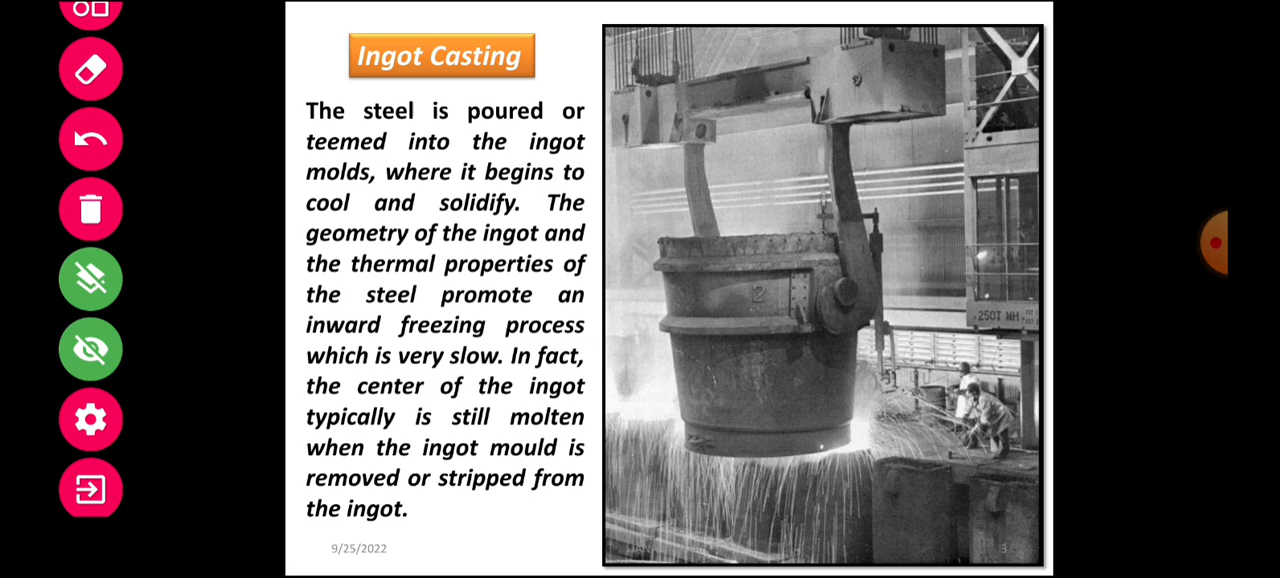 Ingot Casting
The steel is poured or
teemed into the ingot
molds, where it begins to
cool and solidify. The
geometry of the ingot and
the thermal properties of
the steel promote an
inward freezing process
which is very slow. In fact,
the center of the ingot
typically is still molten
when the ingot mould is
removed or stripped from
the ingot.
2
250T MH
9/25/2022
3